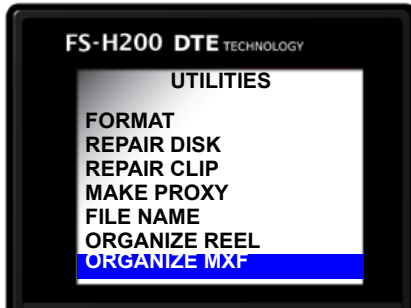 FS-H200 DTE TECHNOLOGY
UTILITIES
FORMAT
REPAIR DISK
REPAIR CLIP
MAKE PROXY
FILE NAME
ORGANIZE REEL
ORGANIZE MXF